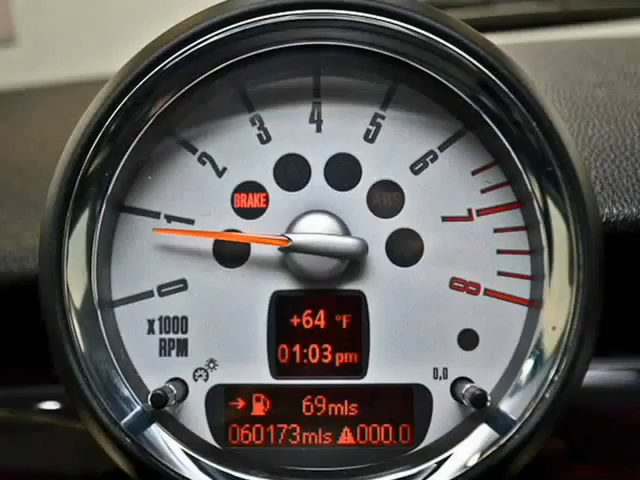 0
1
2
3
4
5
6
7
8
BRAKE
ABS
x1000
RPM
+64 °F
01:03 pm
0,0
→ 69mls
060173mls 000.0